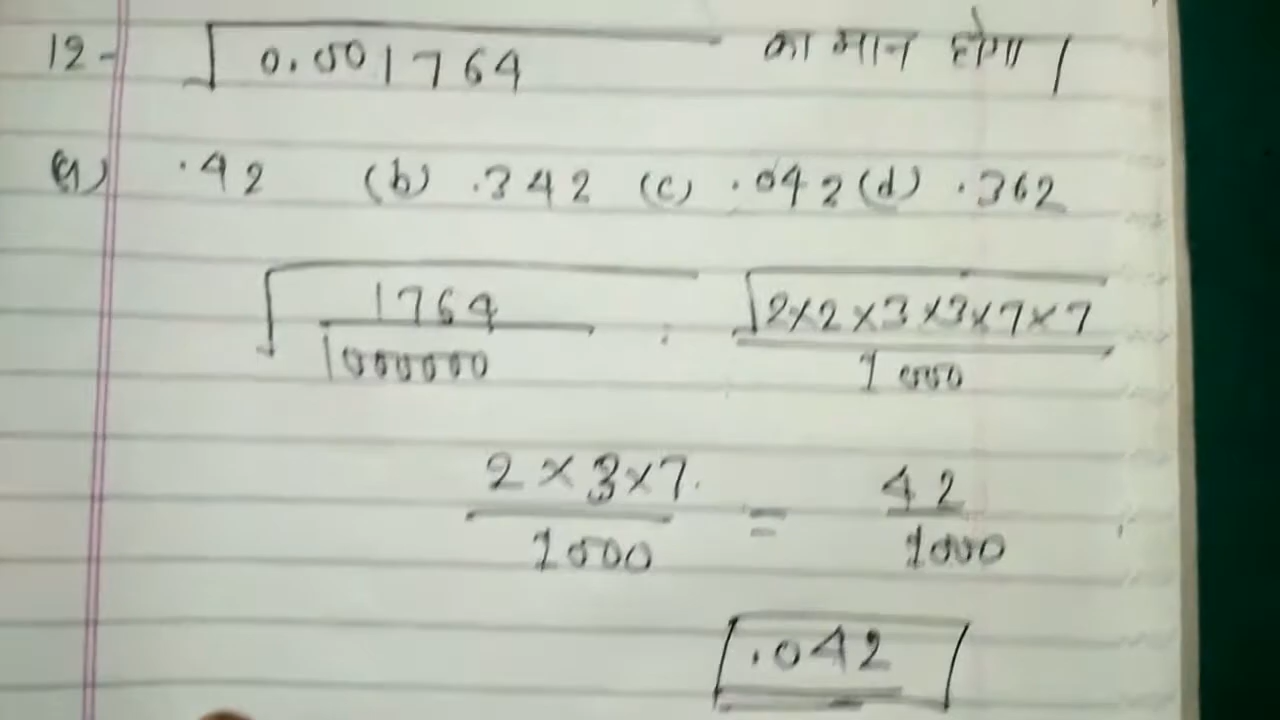 12- √0.001764 का मान होगा |
(a) .42 (b) .342 (c) .042 (d) .362
√1764/1000000 : √2×2×3×3×7×7/1000
2×3×7/1000 = 42/1000
.042